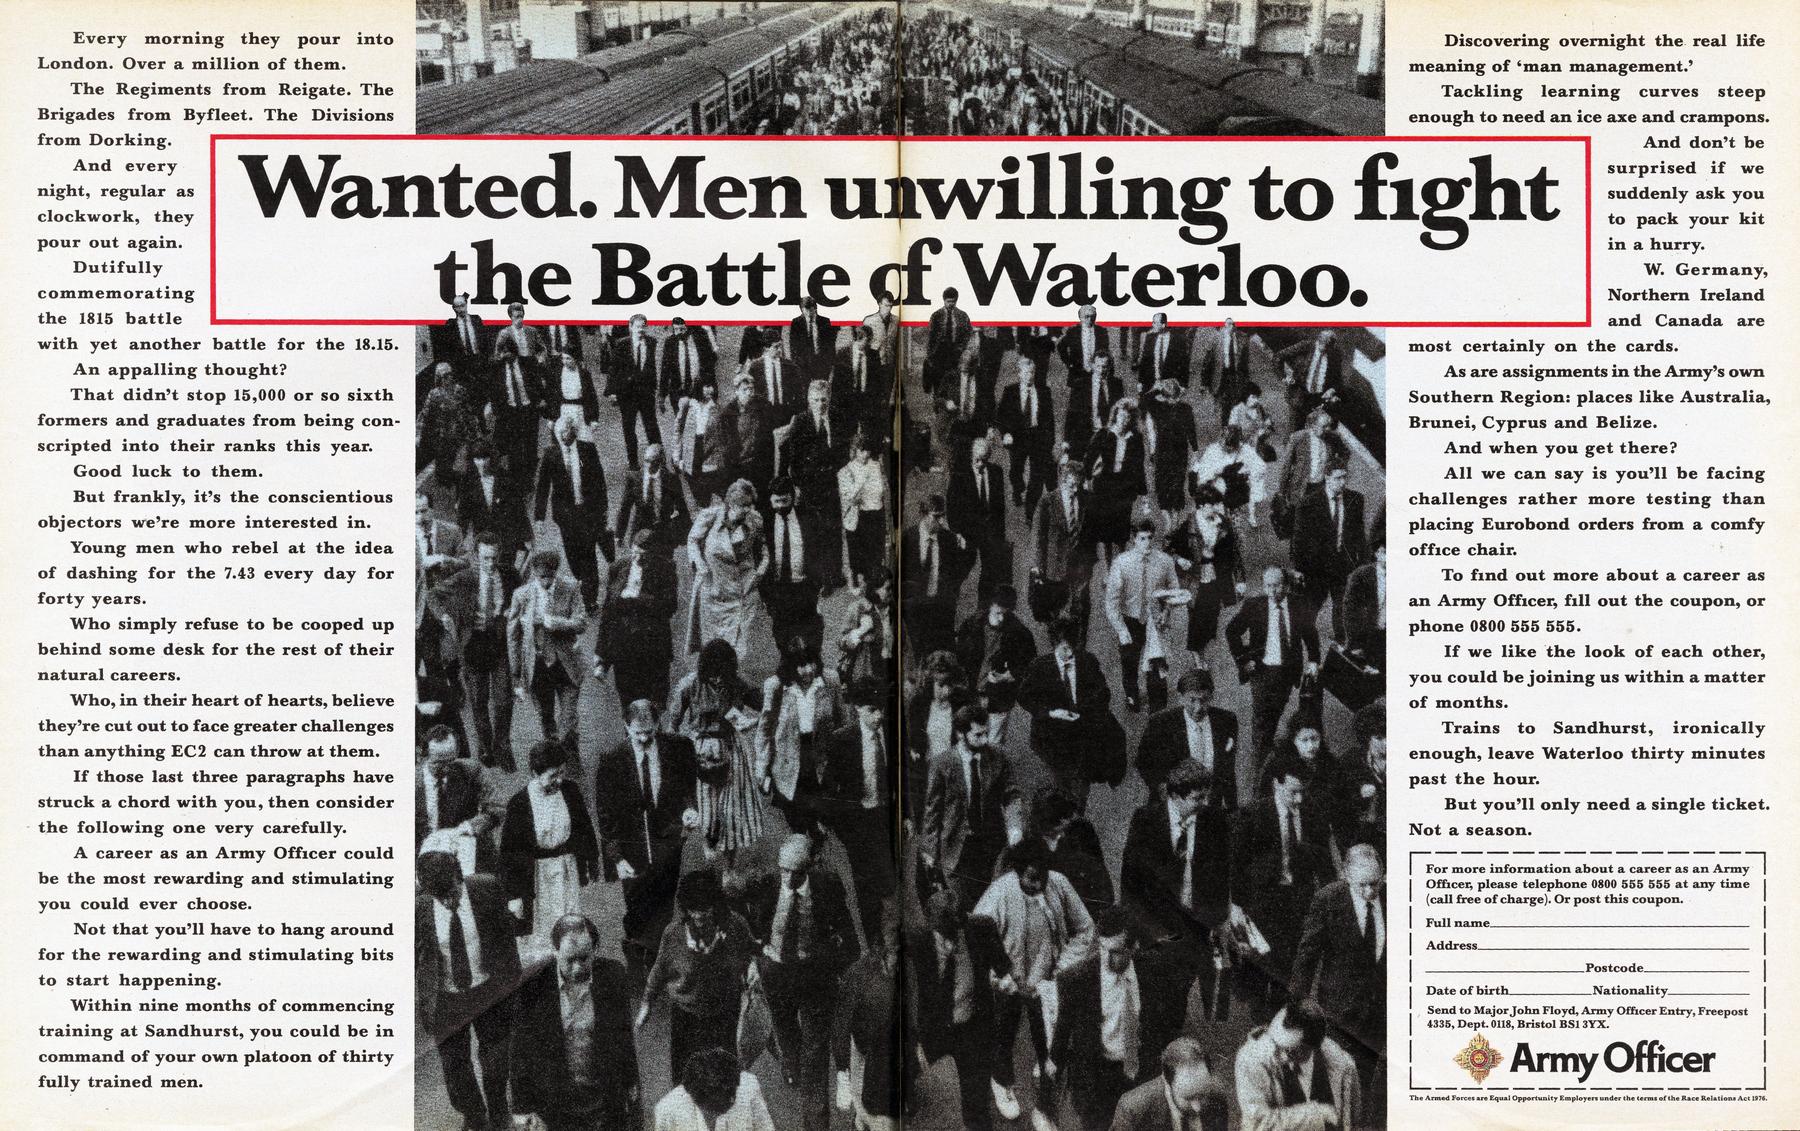 Every morning they pour into
London. Over a million of them.
The Regiments from Reigate. The
Brigades from Byfleet. The Divisions
from Dorking.
And every
night, regular as
clockwork, they
pour out again.
Dutifully
commemorating
the 1815 battle
with yet another battle for the 18.15.
An appalling thought?
That didn't stop 15,000 or so sixth
formers and graduates from being con-
scripted into their ranks this year.
Good luck to them.
But frankly, it's the conscientious
objectors we're more interested in.
Young men who rebel at the idea
of dashing for the 7.43 every day for
forty years.
Who simply refuse to be cooped up
behind some desk for the rest of their
natural careers.
Who, in their heart of hearts, believe
they're cut out to face greater challenges
than anything EC2 can throw at them.
If those last three paragraphs have
struck a chord with you, then consider
the following one very carefully.
A career as an Army Officer could
be the most rewarding and stimulating
you could ever choose.
Not that you'll have to hang around
for the rewarding and stimulating bits
to start happening.
Within nine months of commencing
training at Sandhurst, you could be in
command of your own platoon of thirty
fully trained men.
Wanted. Men unwilling to fight
the Battle of Waterloo.
Discovering overnight the real life
meaning of 'man management.'
Tackling learning curves steep
enough to need an ice axe and crampons.
And don't be
surprised if we
suddenly ask you
to pack your kit
in a hurry.
W. Germany,
Northern Ireland
and Canada are
most certainly on the cards.
As are assignments in the Army's own
Southern Region: places like Australia,
Brunei, Cyprus and Belize.
And when you get there?
All we can say is you'll be facing
challenges rather more testing than
placing Eurobond orders from a comfy
office chair.
To find out more about a career as
an Army Officer, fill out the coupon, or
phone 0800 555 555.
If we like the look of each other,
you could be joining us within a matter
of months.
Trains to Sandhurst, ironically
enough, leave Waterloo thirty minutes
past the hour.
But you'll only need a single ticket.
Not a season.
For more information about a career as an Army
Officer, please telephone 0800 555 555 at any time
(call free of charge). Or post this coupon.
Full name
Address
Postcode
Date of birth Nationality
Send to Major John Floyd, Army Officer Entry, Freepost
4335, Dept. 0118, Bristol BS1 3YX.
Army Officer
The Armed Forces are Equal Opportunity Employers under the terms of the Race Relations Act 1976.